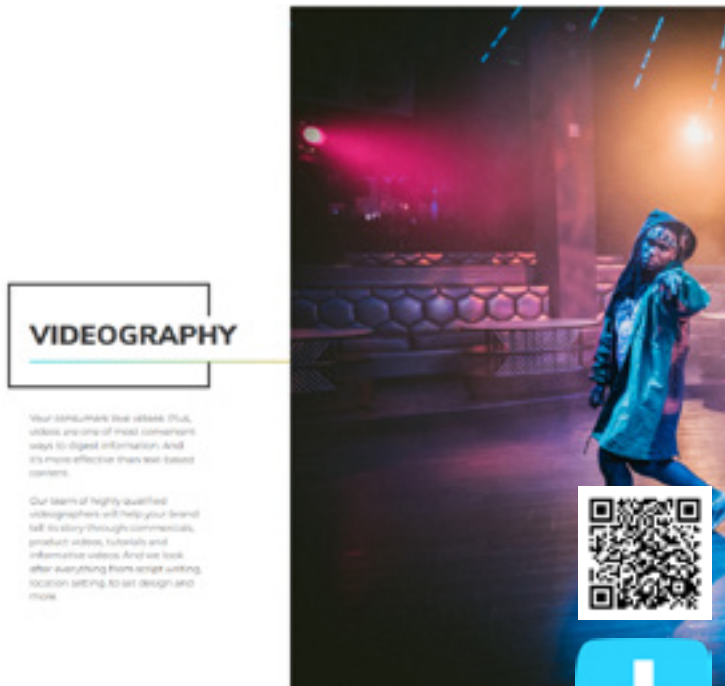 VIDEOGRAPHY
Your consumers love videos. Plus,
videos are one of most convenient
ways to digest information. And
it's more effective than text-based
content.
Our team of highly qualified
videographers will help your brand
tell its story through commercials,
product videos, tutorials and
informative videos. And we look
after everything from script writing,
location setting, to set design and
more.